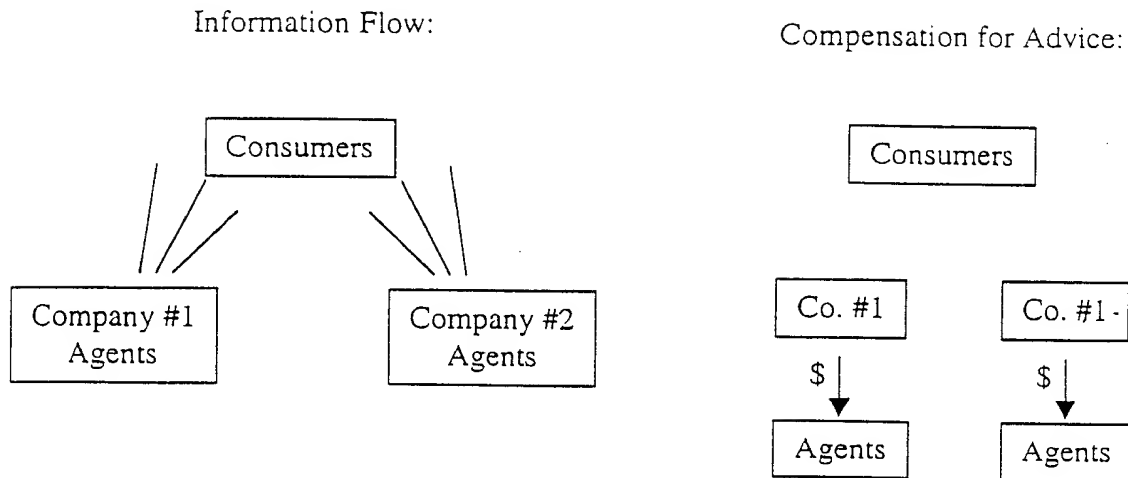 Information Flow:
Consumers
Company #1
Agents
Company #2
Agents
Compensation for Advice:
Consumers
Co. #1
Co. #1
$
$
Agents
Agents